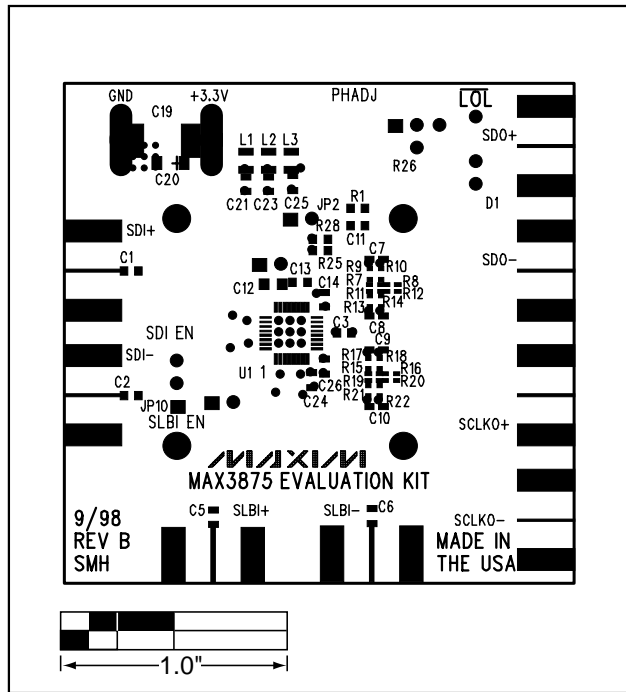 GND
+3.3V
PHADJ
LOL
C19
SDO+
C20
L1 L2 L3
R26
C21 C23 C25
JP2
R1
D1
SDI+
R28
C11
R25
C7
SDO-
C1
R9 R10
C13
R7 R8
C12
C14
R11 R12
R13 R14
C8
SDI EN
C3
C9
SDI-
R17 R18
U1 1
R15 R16
C2
C26
R19 R20
C24
R21 R22
JP10
C10
SLBI EN
SCLKO+
MAXIM
MAX3875 EVALUATION KIT
C5
SLBI+
SLBI-
C6
SCLKO-
9/98
REV B
SMH
MADE IN
THE USA
1.0"